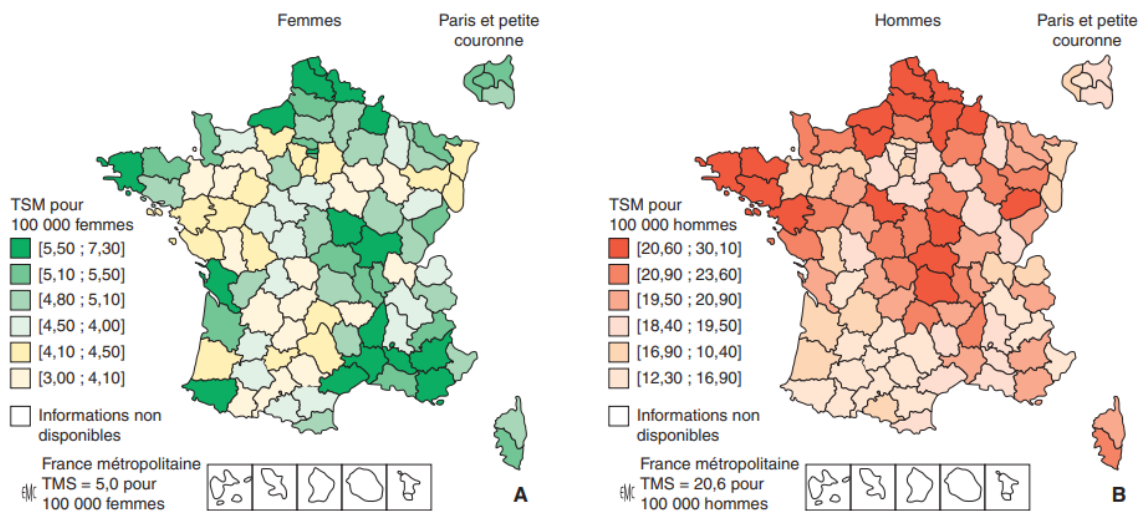 Femmes
Paris et petite
couronne
TSM pour
100 000 femmes
[5,50 ; 7,30]
[5,10 ; 5,50]
[4,80 ; 5,10]
[4,50 ; 4,00]
[4,10 ; 4,50]
[3,00 ; 4,10]
Informations non
disponibles
France métropolitaine
TMS = 5,0 pour
100 000 femmes
EMC
A
Hommes
Paris et petite
couronne
TSM pour
100 000 hommes
[20,60 ; 30,10]
[20,90 ; 23,60]
[19,50 ; 20,90]
[18,40 ; 19,50]
[16,90 ; 10,40]
[12,30 ; 16,90]
Informations non
disponibles
France métropolitaine
TMS = 20,6 pour
100 000 hommes
EMC
B